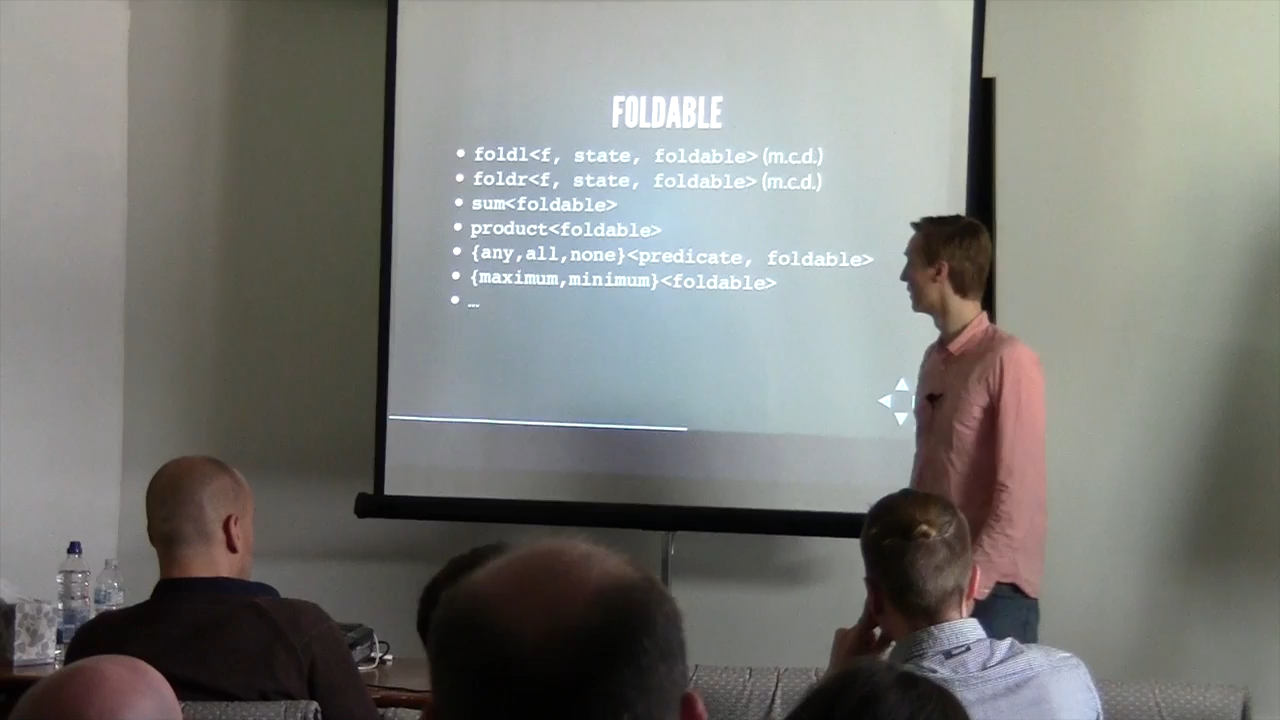 FOLDABLE
• foldl<f, state, foldable> (m.c.d.)
• foldr<f, state, foldable> (m.c.d.)
• sum<foldable>
• product<foldable>
• {any,all,none}<predicate, foldable>
• {maximum,minimum}<foldable>
• …